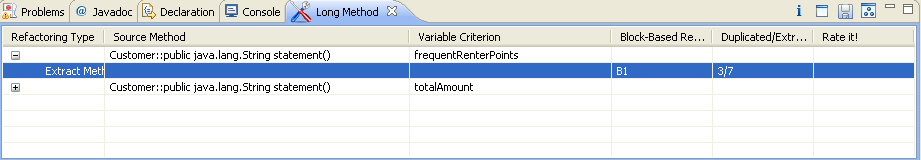 Problems @ Javadoc Declaration Console Long Method
Refactoring Type Source Method Variable Criterion Block-Based Re... Duplicated/Extr... Rate it!
Customer::public java.lang.String statement() frequentRenterPoints
Extract Meth B1 3/7
Customer::public java.lang.String statement() totalAmount